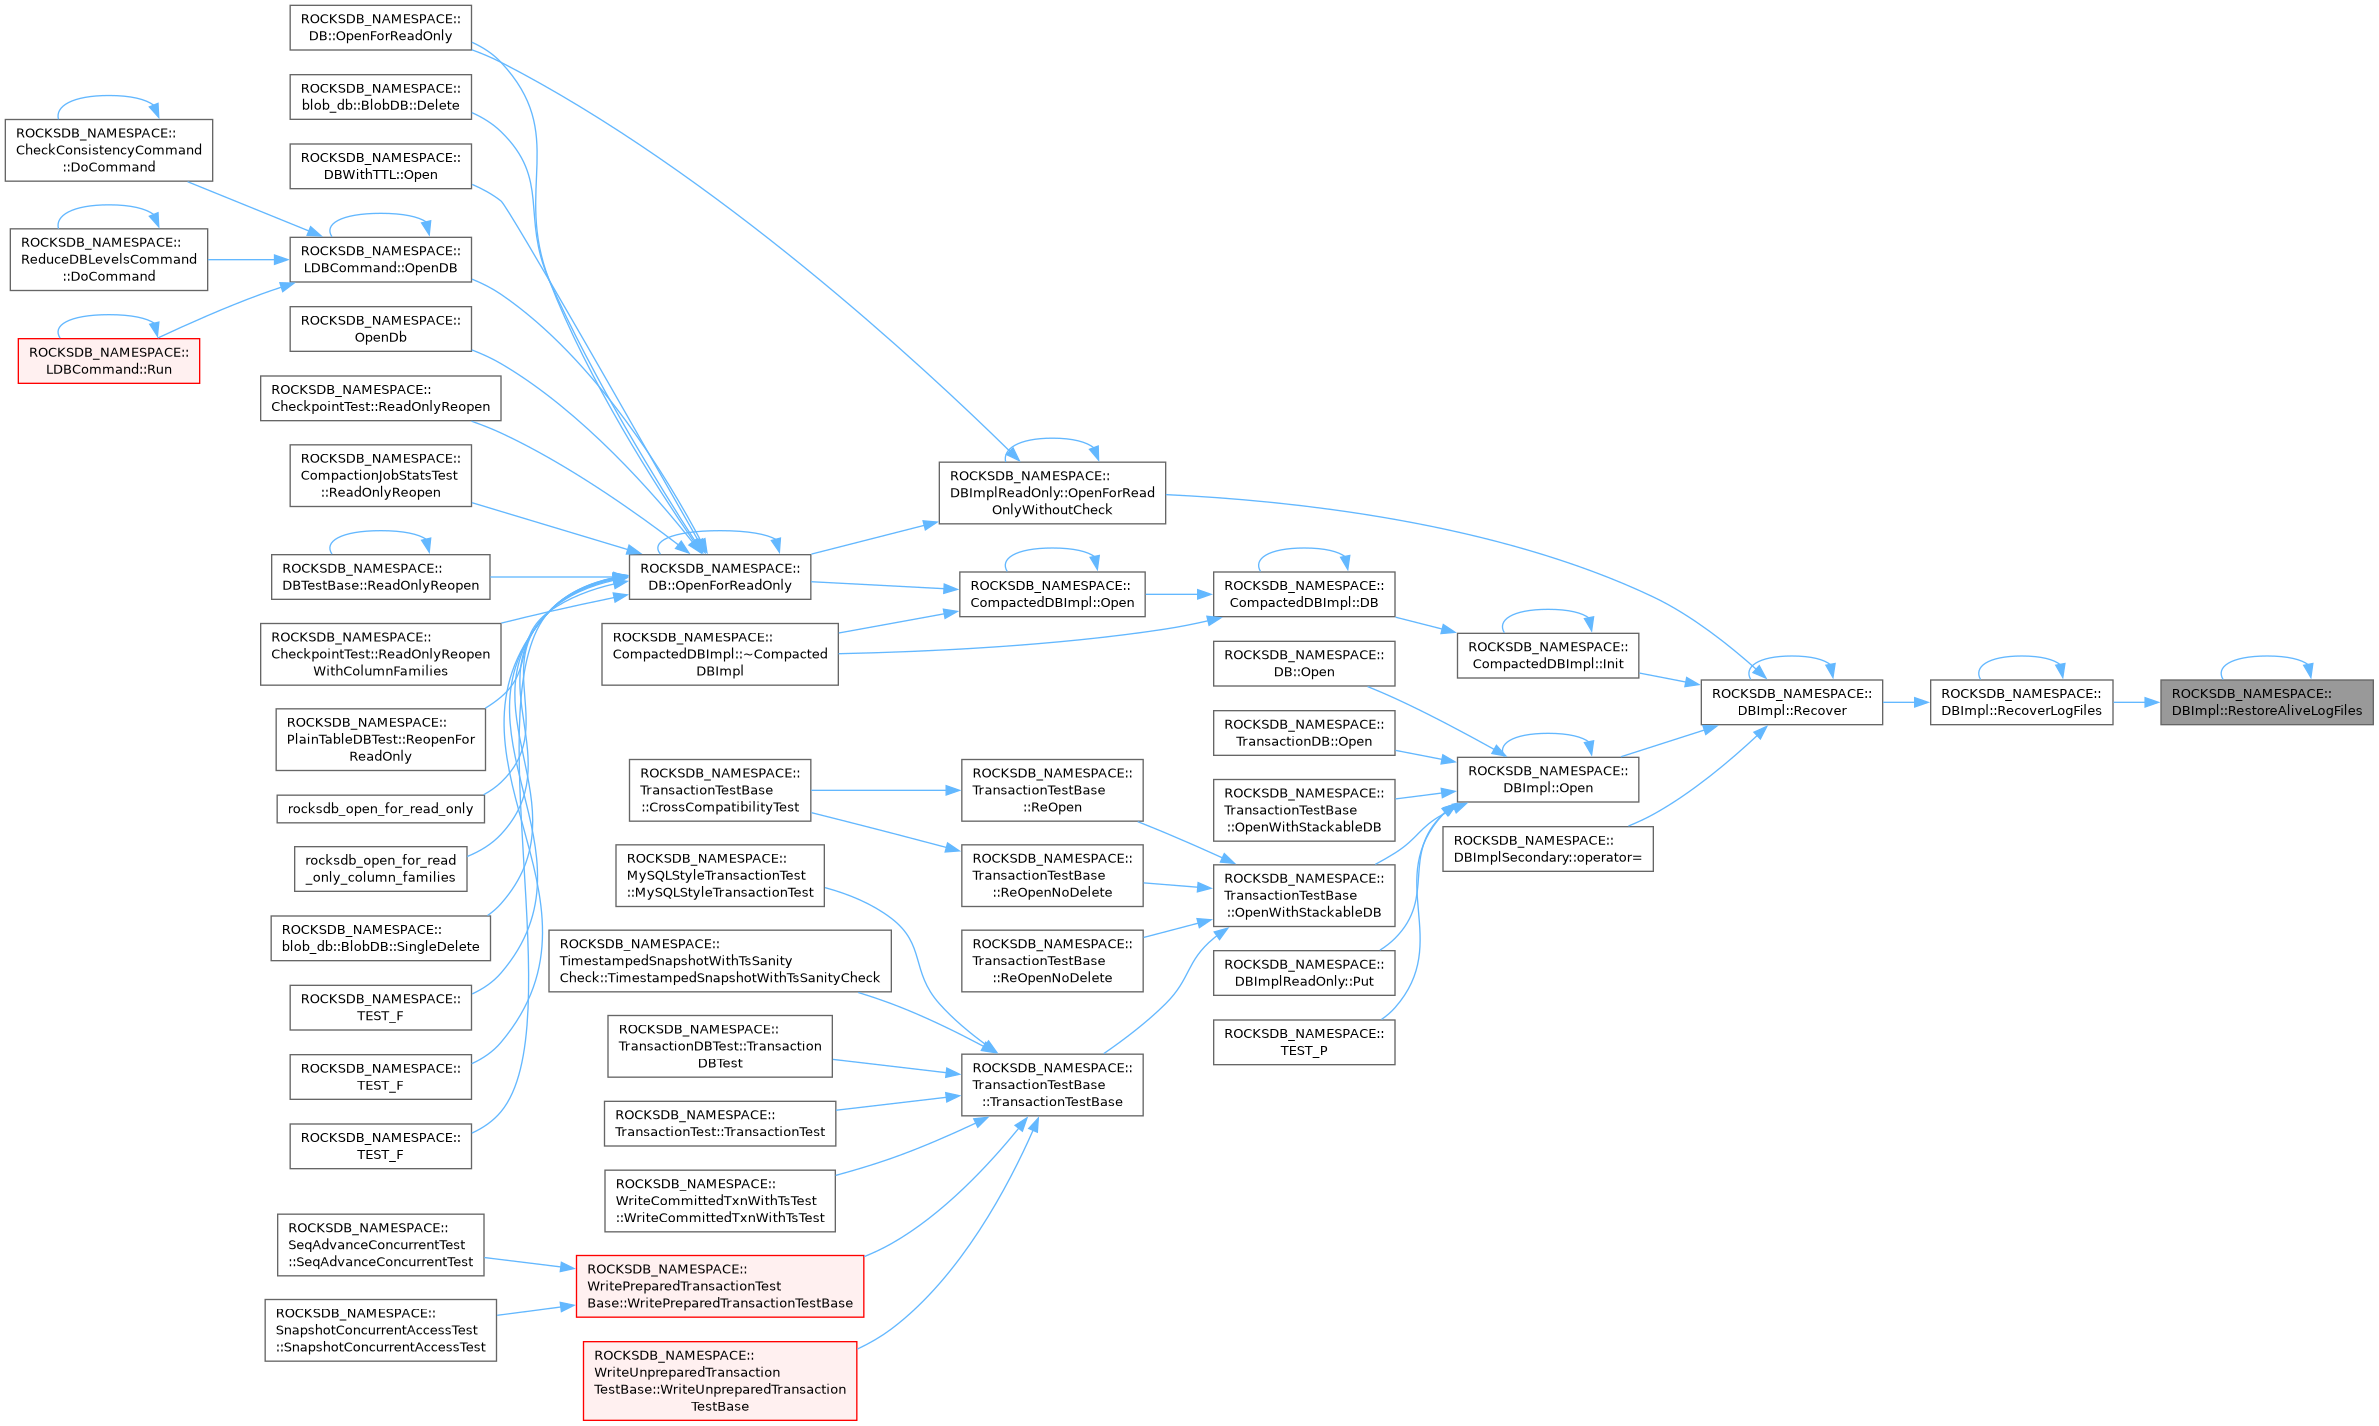 ROCKSDB_NAMESPACE::
DB::OpenForReadOnly
ROCKSDB_NAMESPACE::
blob_db::BlobDB::Delete
ROCKSDB_NAMESPACE::
CheckConsistencyCommand
::DoCommand
ROCKSDB_NAMESPACE::
DBWithTTL::Open
ROCKSDB_NAMESPACE::
ReduceDBLevelsCommand
::DoCommand
ROCKSDB_NAMESPACE::
LDBCommand::OpenDB
ROCKSDB_NAMESPACE::
OpenDb
ROCKSDB_NAMESPACE::
LDBCommand::Run
ROCKSDB_NAMESPACE::
CheckpointTest::ReadOnlyReopen
ROCKSDB_NAMESPACE::
CompactionJobStatsTest
::ReadOnlyReopen
ROCKSDB_NAMESPACE::
DBImplReadOnly::OpenForRead
OnlyWithoutCheck
ROCKSDB_NAMESPACE::
DBTestBase::ReadOnlyReopen
ROCKSDB_NAMESPACE::
DB::OpenForReadOnly
ROCKSDB_NAMESPACE::
CompactedDBImpl::Open
ROCKSDB_NAMESPACE::
CompactedDBImpl::DB
ROCKSDB_NAMESPACE::
CheckpointTest::ReadOnlyReopen
WithColumnFamilies
ROCKSDB_NAMESPACE::
CompactedDBImpl::~Compacted
DBImpl
ROCKSDB_NAMESPACE::
DB::Open
ROCKSDB_NAMESPACE::
CompactedDBImpl::Init
ROCKSDB_NAMESPACE::
DBImpl::Recover
ROCKSDB_NAMESPACE::
DBImpl::RecoverLogFiles
ROCKSDB_NAMESPACE::
DBImpl::RestoreAliveLogFiles
ROCKSDB_NAMESPACE::
PlainTableDBTest::ReopenFor
ReadOnly
ROCKSDB_NAMESPACE::
TransactionDB::Open
ROCKSDB_NAMESPACE::
DBImpl::Open
rocksdb_open_for_read_only
ROCKSDB_NAMESPACE::
TransactionTestBase
::CrossCompatibilityTest
ROCKSDB_NAMESPACE::
TransactionTestBase
::ReOpen
ROCKSDB_NAMESPACE::
TransactionTestBase
::OpenWithStackableDB
ROCKSDB_NAMESPACE::
DBImplSecondary::operator=
rocksdb_open_for_read
_only_column_families
ROCKSDB_NAMESPACE::
MySQLStyleTransactionTest
::MySQLStyleTransactionTest
ROCKSDB_NAMESPACE::
TransactionTestBase
::ReOpenNoDelete
ROCKSDB_NAMESPACE::
TransactionTestBase
::OpenWithStackableDB
ROCKSDB_NAMESPACE::
blob_db::BlobDB::SingleDelete
ROCKSDB_NAMESPACE::
TimestampedSnapshotWithTsSanity
Check::TimestampedSnapshotWithTsSanityCheck
ROCKSDB_NAMESPACE::
TransactionTestBase
::ReOpenNoDelete
ROCKSDB_NAMESPACE::
DBImplReadOnly::Put
ROCKSDB_NAMESPACE::
TEST_F
ROCKSDB_NAMESPACE::
TransactionDBTest::Transaction
DBTest
ROCKSDB_NAMESPACE::
TEST_P
ROCKSDB_NAMESPACE::
TEST_F
ROCKSDB_NAMESPACE::
TransactionTestBase
::TransactionTestBase
ROCKSDB_NAMESPACE::
TransactionTest::TransactionTest
ROCKSDB_NAMESPACE::
TEST_F
ROCKSDB_NAMESPACE::
WriteCommittedTxnWithTsTest
::WriteCommittedTxnWithTsTest
ROCKSDB_NAMESPACE::
SeqAdvanceConcurrentTest
::SeqAdvanceConcurrentTest
ROCKSDB_NAMESPACE::
WritePreparedTransactionTest
Base::WritePreparedTransactionTestBase
ROCKSDB_NAMESPACE::
SnapshotConcurrentAccessTest
::SnapshotConcurrentAccessTest
ROCKSDB_NAMESPACE::
WriteUnpreparedTransaction
TestBase::WriteUnpreparedTransaction
TestBase